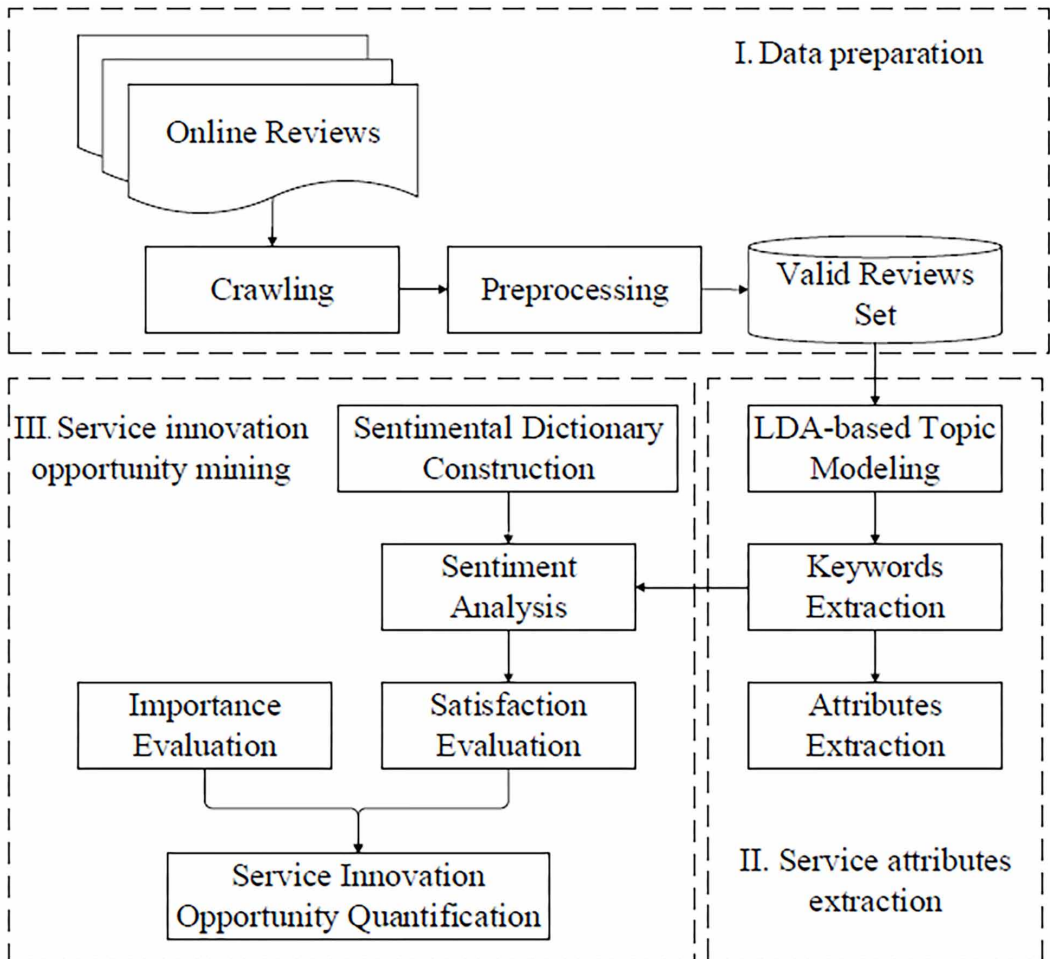 I. Data preparation
Online Reviews
Crawling
Preprocessing
Valid Reviews
Set
III. Service innovation
opportunity mining
Sentimental Dictionary
Construction
LDA-based Topic
Modeling
Sentiment
Analysis
Keywords
Extraction
Importance
Evaluation
Satisfaction
Evaluation
Attributes
Extraction
Service Innovation
Opportunity Quantification
II. Service attributes
extraction